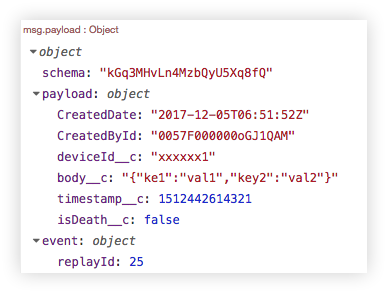 msg.payload : Object
object
schema: "kGq3MHvLn4MzbQyU5Xq8fQ"
payload: object
CreatedDate: "2017-12-05T06:51:52Z"
CreatedById: "0057F000000oGJ1QAM"
deviceId__c: "xxxxxx1"
body__c: "{"ke1":"val1","key2":"val2"}"
timestamp__c: 1512442614321
isDeath__c: false
event: object
replayId: 25